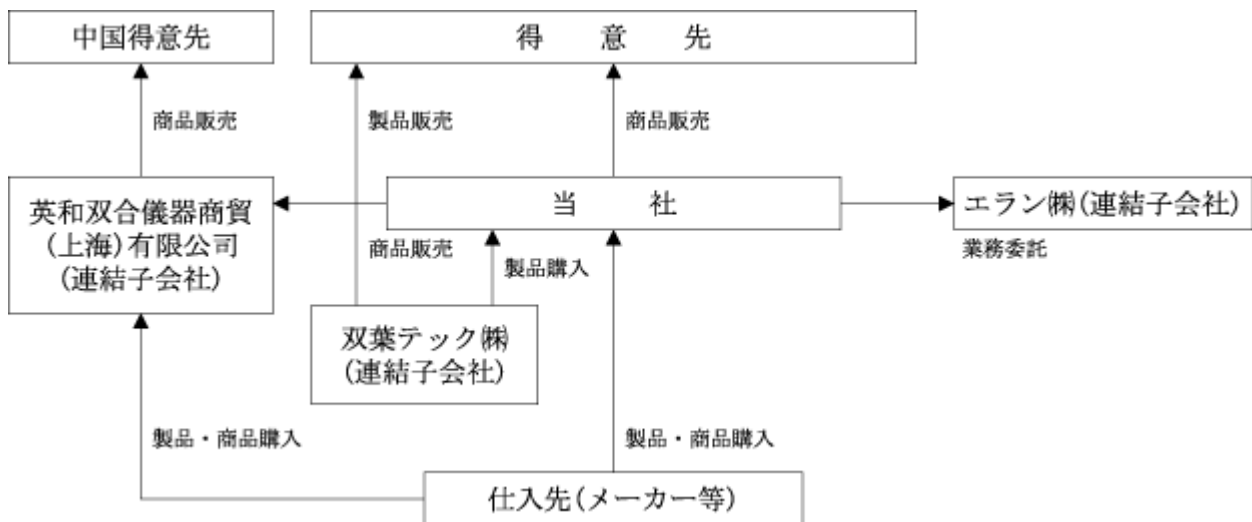 中国得意先
得意先
商品販売
製品販売
商品販売
英和双合儀器商貿
(上海)有限公司
(連結子会社)
当社
エラン㈱(連結子会社)
商品販売
製品購入
業務委託
双葉テック㈱
(連結子会社)
製品・商品購入
製品・商品購入
仕入先(メーカー等)